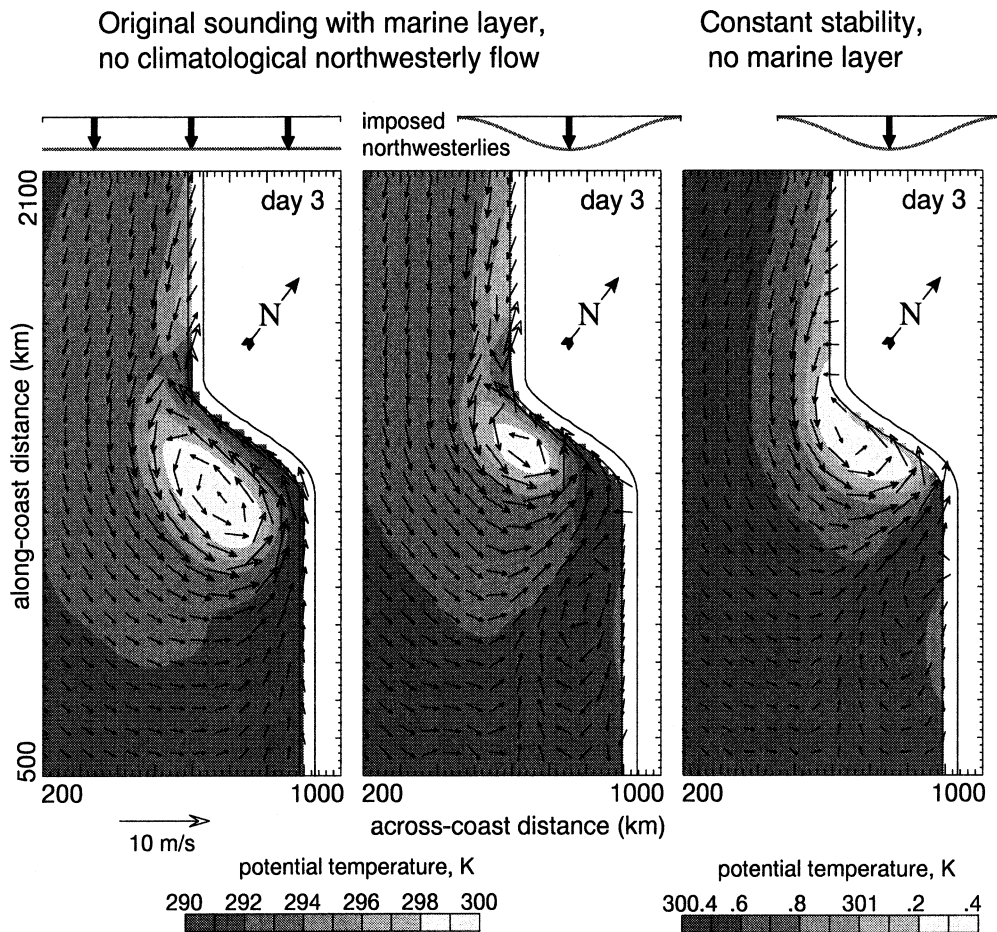 Original sounding with marine layer,
no climatological northwesterly flow
Constant stability,
no marine layer
imposed
northwesterlies
day 3
day 3
day 3
N
N
N
2100
along-coast distance (km)
500
200
1000
200
1000
200
1000
across-coast distance (km)
10 m/s
potential temperature, K
290 292 294 296 298 300
potential temperature, K
300.4 .6 .8 301 .2 .4